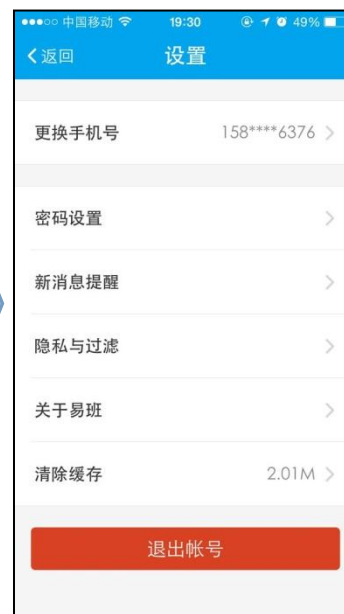 中国移动 19:30 49%
返回 设置
更换手机号 158****6376
密码设置
新消息提醒
隐私与过滤
关于易班
清除缓存 2.01M
退出帐号